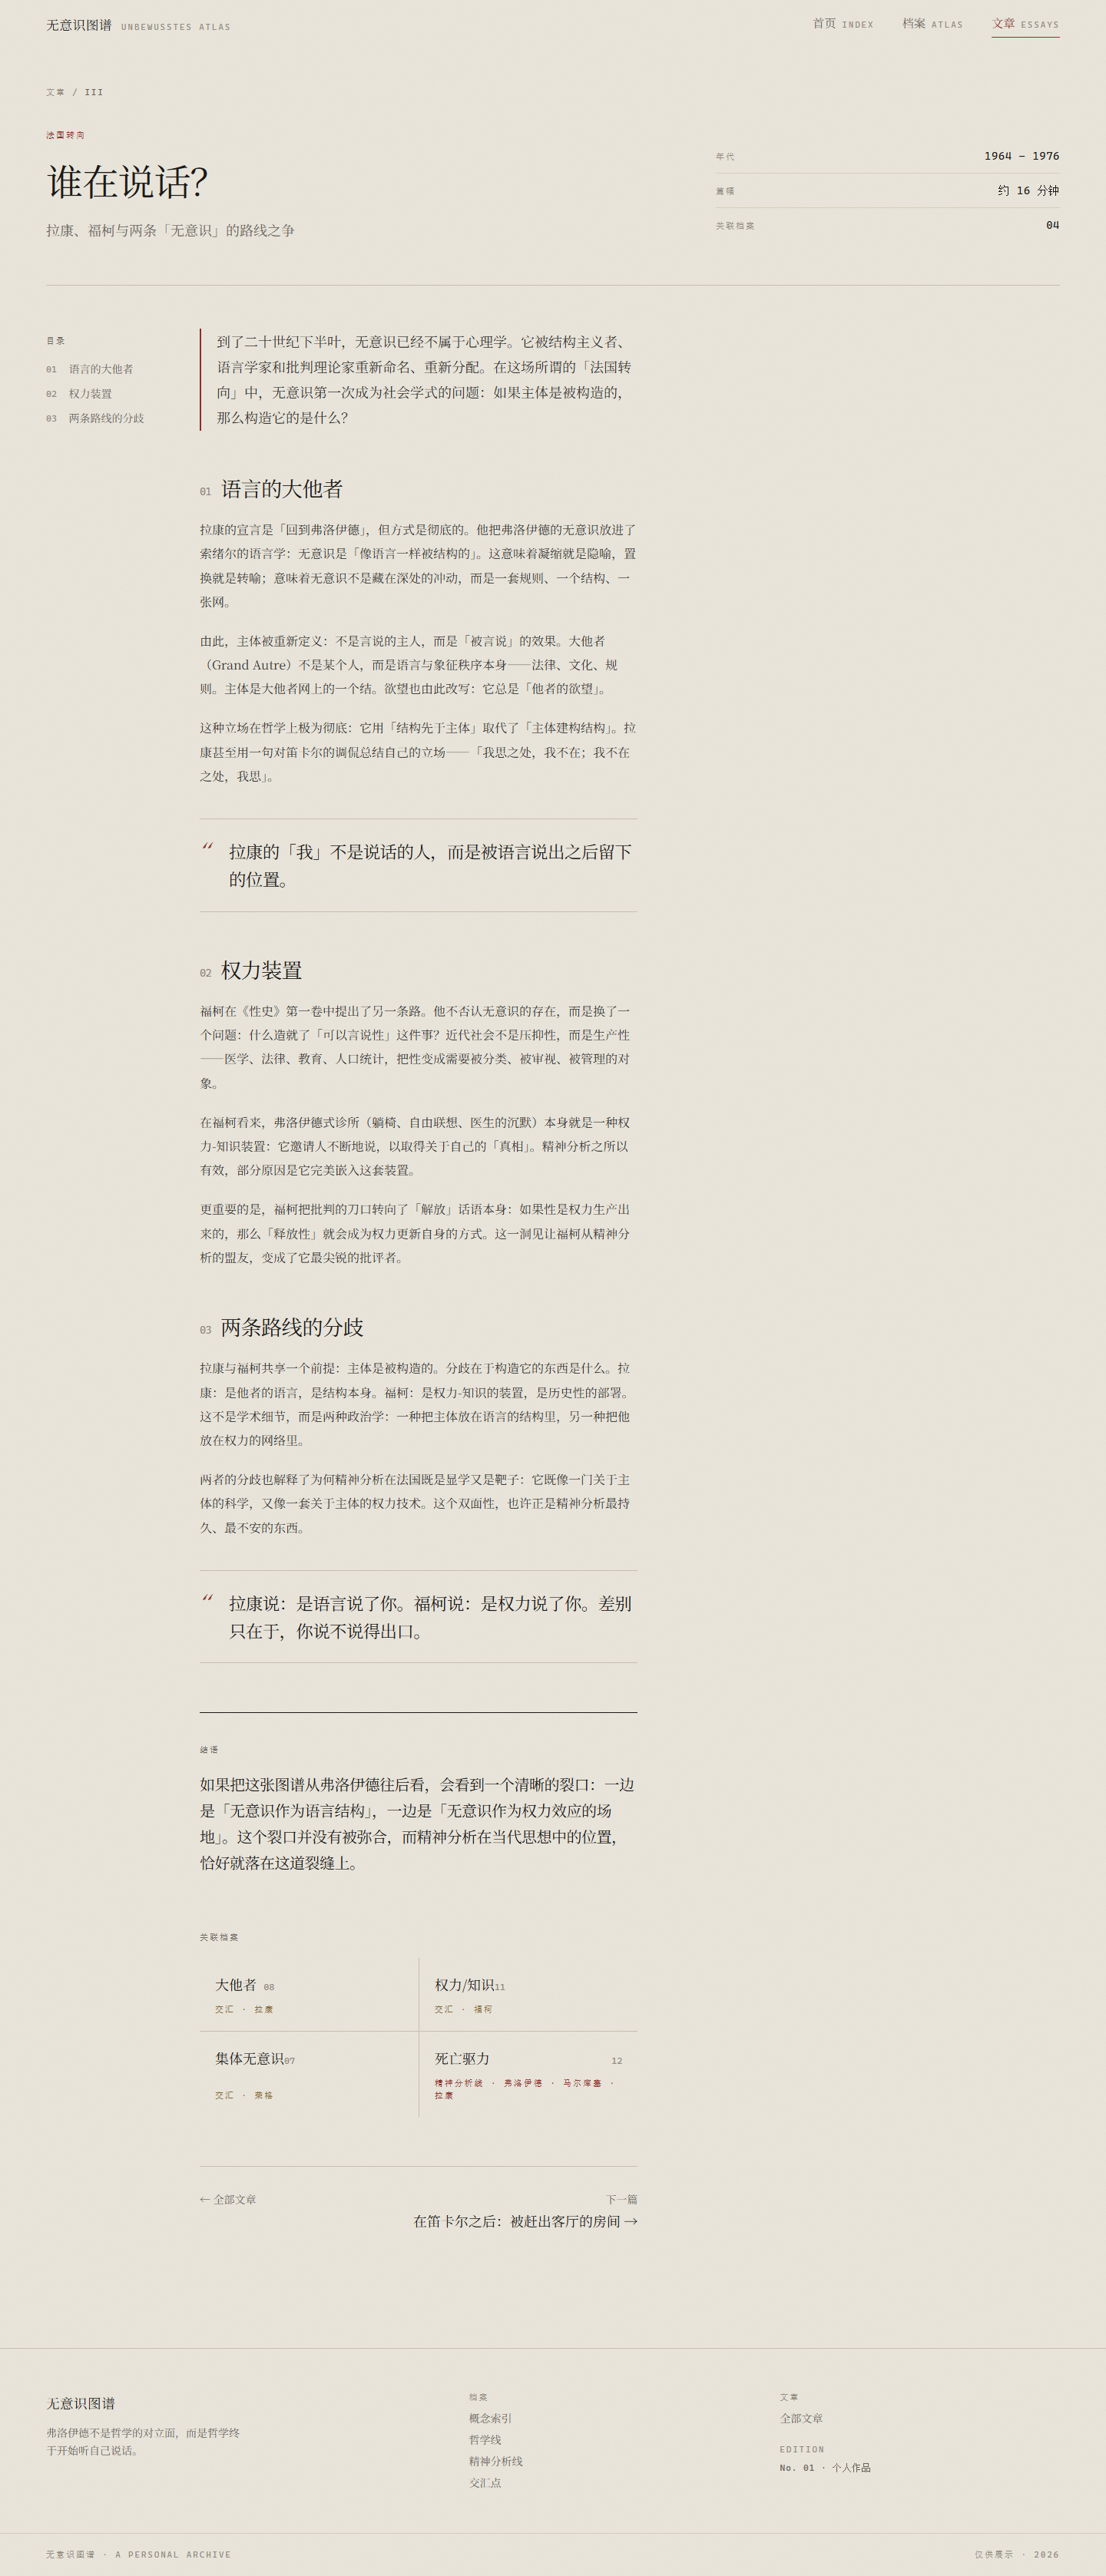 无意识图谱 UNBEWUSSTES ATLAS
首页 INDEX 档案 ATLAS 文章 ESSAYS
文章 / III
法国转向
谁在说话？
拉康、福柯与两条「无意识」的路线之争
年代 1964 – 1976
篇幅 约 16 分钟
关联档案 04
目录
01 语言的大他者
02 权力装置
03 两条路线的分歧
到了二十世纪下半叶，无意识已经不属于心理学。它被结构主义者、
语言学家和批判理论家重新命名、重新分配。在这场所谓的「法国转
向」中，无意识第一次成为社会学式的问题：如果主体是被构造的，
那么构造它的是什么？
01 语言的大他者
拉康的宣言是「回到弗洛伊德」，但方式是彻底的。他把弗洛伊德的无意识放进了
索绪尔的语言学：无意识是「像语言一样被结构的」。这意味着凝缩就是隐喻，置
换就是转喻；意味着无意识不是藏在深处的冲动，而是一套规则、一个结构、一
张网。
由此，主体被重新定义：不是言说的主人，而是「被言说」的效果。大他者
（Grand Autre）不是某个人，而是语言与象征秩序本身——法律、文化、规
则。主体是大他者网上的一个结。欲望也由此改写：它总是「他者的欲望」。
这种立场在哲学上极为彻底：它用「结构先于主体」取代了「主体建构结构」。拉
康甚至用一句对笛卡尔的调侃总结自己的立场——「我思之处，我不在；我不在
之处，我思」。
“ 拉康的「我」不是说话的人，而是被语言说出之后留下
的位置。
02 权力装置
福柯在《性史》第一卷中提出了另一条路。他不否认无意识的存在，而是换了一
个问题：什么造就了「可以言说性」这件事？近代社会不是压抑性，而是生产性
——医学、法律、教育、人口统计，把性变成需要被分类、被审视、被管理的对
象。
在福柯看来，弗洛伊德式诊所（躺椅、自由联想、医生的沉默）本身就是一种权
力-知识装置：它邀请人不断地说，以取得关于自己的「真相」。精神分析之所以
有效，部分原因是它完美嵌入这套装置。
更重要的是，福柯把批判的刀口转向了「解放」话语本身：如果性是权力生产出
来的，那么「释放性」就会成为权力更新自身的方式。这一洞见让福柯从精神分
析的盟友，变成了它最尖锐的批评者。
03 两条路线的分歧
拉康与福柯共享一个前提：主体是被构造的。分歧在于构造它的东西是什么。拉
康：是他者的语言，是结构本身。福柯：是权力-知识的装置，是历史性的部署。
这不是学术细节，而是两种政治学：一种把主体放在语言的结构里，另一种把他
放在权力的网络里。
两者的分歧也解释了为何精神分析在法国既是显学又是靶子：它既像一门关于主
体的科学，又像一套关于主体的权力技术。这个双面性，也许正是精神分析最持
久、最不安的东西。
“ 拉康说：是语言说了你。福柯说：是权力说了你。差别
只在于，你说不说得出口。
结语
如果把这张图谱从弗洛伊德往后看，会看到一个清晰的裂口：一边
是「无意识作为语言结构」，一边是「无意识作为权力效应的场
地」。这个裂口并没有被弥合，而精神分析在当代思想中的位置，
恰好就落在这道裂缝上。
关联档案
大他者 08
交汇 · 拉康
权力/知识 11
交汇 · 福柯
集体无意识 07
交汇 · 荣格
死亡驱力 12
精神分析线 · 弗洛伊德 · 马尔库塞 ·
拉康
← 全部文章
下一篇
在笛卡尔之后：被赶出客厅的房间 →
无意识图谱
弗洛伊德不是哲学的对立面，而是哲学终
于开始听自己说话。
档案
概念索引
哲学线
精神分析线
交汇点
文章
全部文章
EDITION
No. 01 · 个人作品
无意识图谱 · A PERSONAL ARCHIVE
仅供展示 · 2026